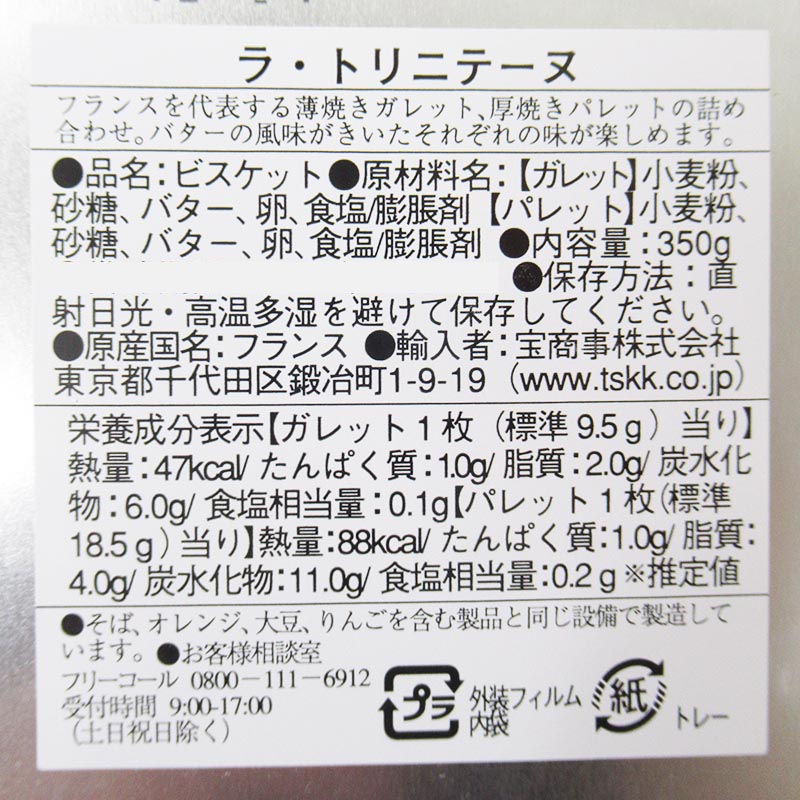 ラ・トリニテーヌ
フランスを代表する薄焼きガレット、厚焼きパレットの詰め
合わせ。バターの風味がきいたそれぞれの味が楽しめます。
●品名：ビスケット●原材料名：【ガレット】小麦粉、
砂糖、バター、卵、食塩/膨脹剤【パレット】小麦粉、
砂糖、バター、卵、食塩/膨脹剤 ●内容量：350g
●保存方法：直
射日光・高温多湿を避けて保存してください。
●原産国名：フランス ●輸入者：宝商事株式会社
東京都千代田区鍛冶町1-9-19（www.tskk.co.jp）
栄養成分表示【ガレット１枚（標準9.5ｇ）当り】
熱量：47kcal/たんぱく質：1.0g/脂質：2.0g/炭水化
物：6.0g/食塩相当量：0.1g【パレット１枚（標準
18.5ｇ）当り】熱量：88kcal/たんぱく質：1.0g/脂質：
4.0g/炭水化物：11.0g/食塩相当量：0.2ｇ※推定値
●そば、オレンジ、大豆、りんごを含む製品と同じ設備で製造して
います。●お客様相談室
フリーコール 0800－111－6912
受付時間 9:00-17:00
（土日祝日除く）
プラ
外装フィルム
内袋
紙
トレー